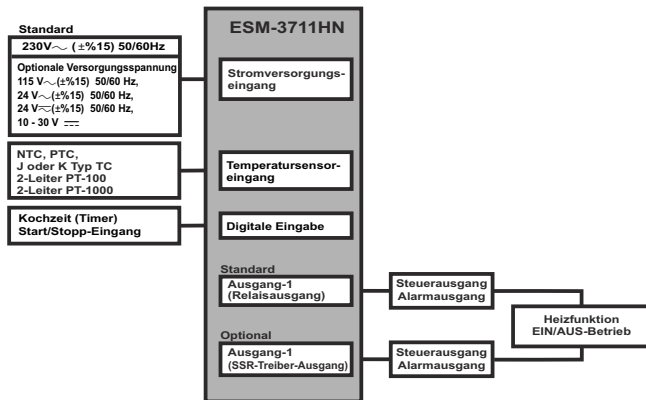 ESM-3711HN
Standard
230V～ (±%15) 50/60Hz
Optionale Versorgungsspannung
115 V～(±%15) 50/60 Hz,
24 V～(±%15) 50/60 Hz,
24 V⏦(±%15) 50/60 Hz,
10 - 30 V ⎓
Stromversorgungs-
eingang
NTC, PTC,
J oder K Typ TC
2-Leiter PT-100
2-Leiter PT-1000
Temperatursensor-
eingang
Kochzeit (Timer)
Start/Stopp-Eingang
Digitale Eingabe
Standard
Ausgang-1
(Relaisausgang)
Steuerausgang
Alarmausgang
Heizfunktion
EIN/AUS-Betrieb
Optional
Ausgang-1
(SSR-Treiber-Ausgang)
Steuerausgang
Alarmausgang